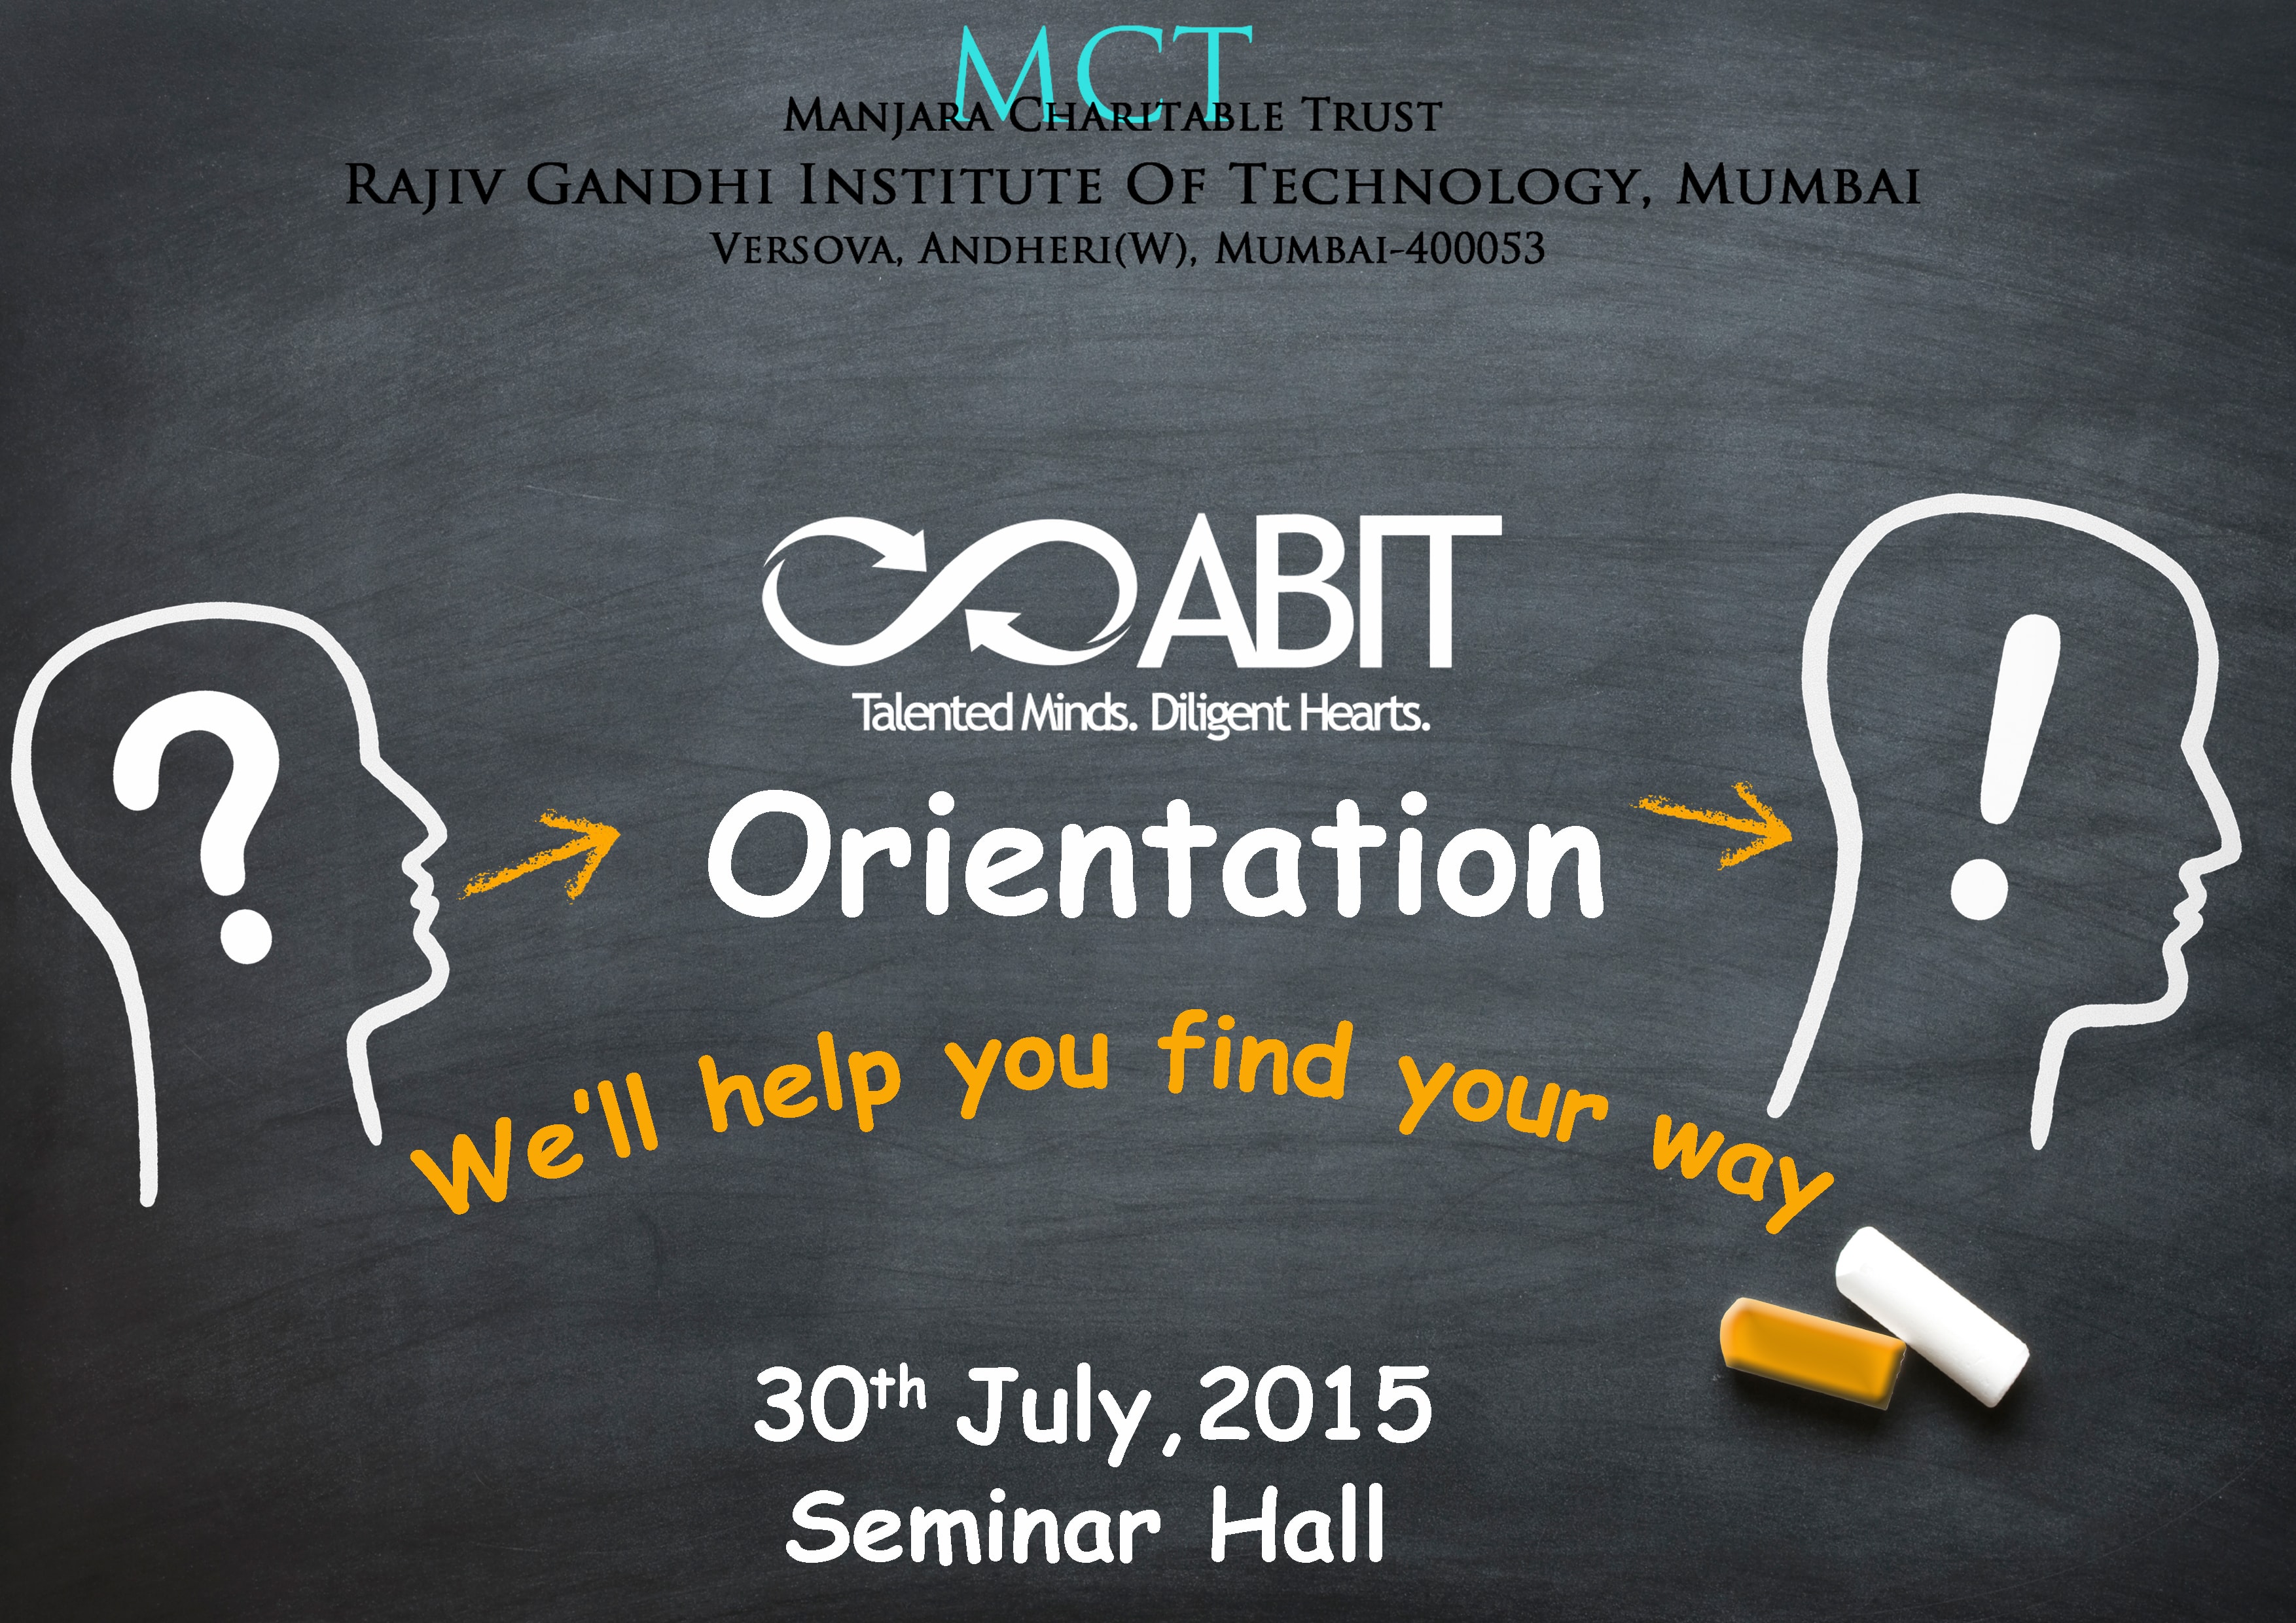 MCT
Manjara Charitable Trust
Rajiv Gandhi Institute Of Technology, Mumbai
Versova, Andheri(W), Mumbai-400053
ABIT
Talented Minds. Diligent Hearts.
?
!
Orientation
We'll help you find your way
30th July,2015
Seminar Hall